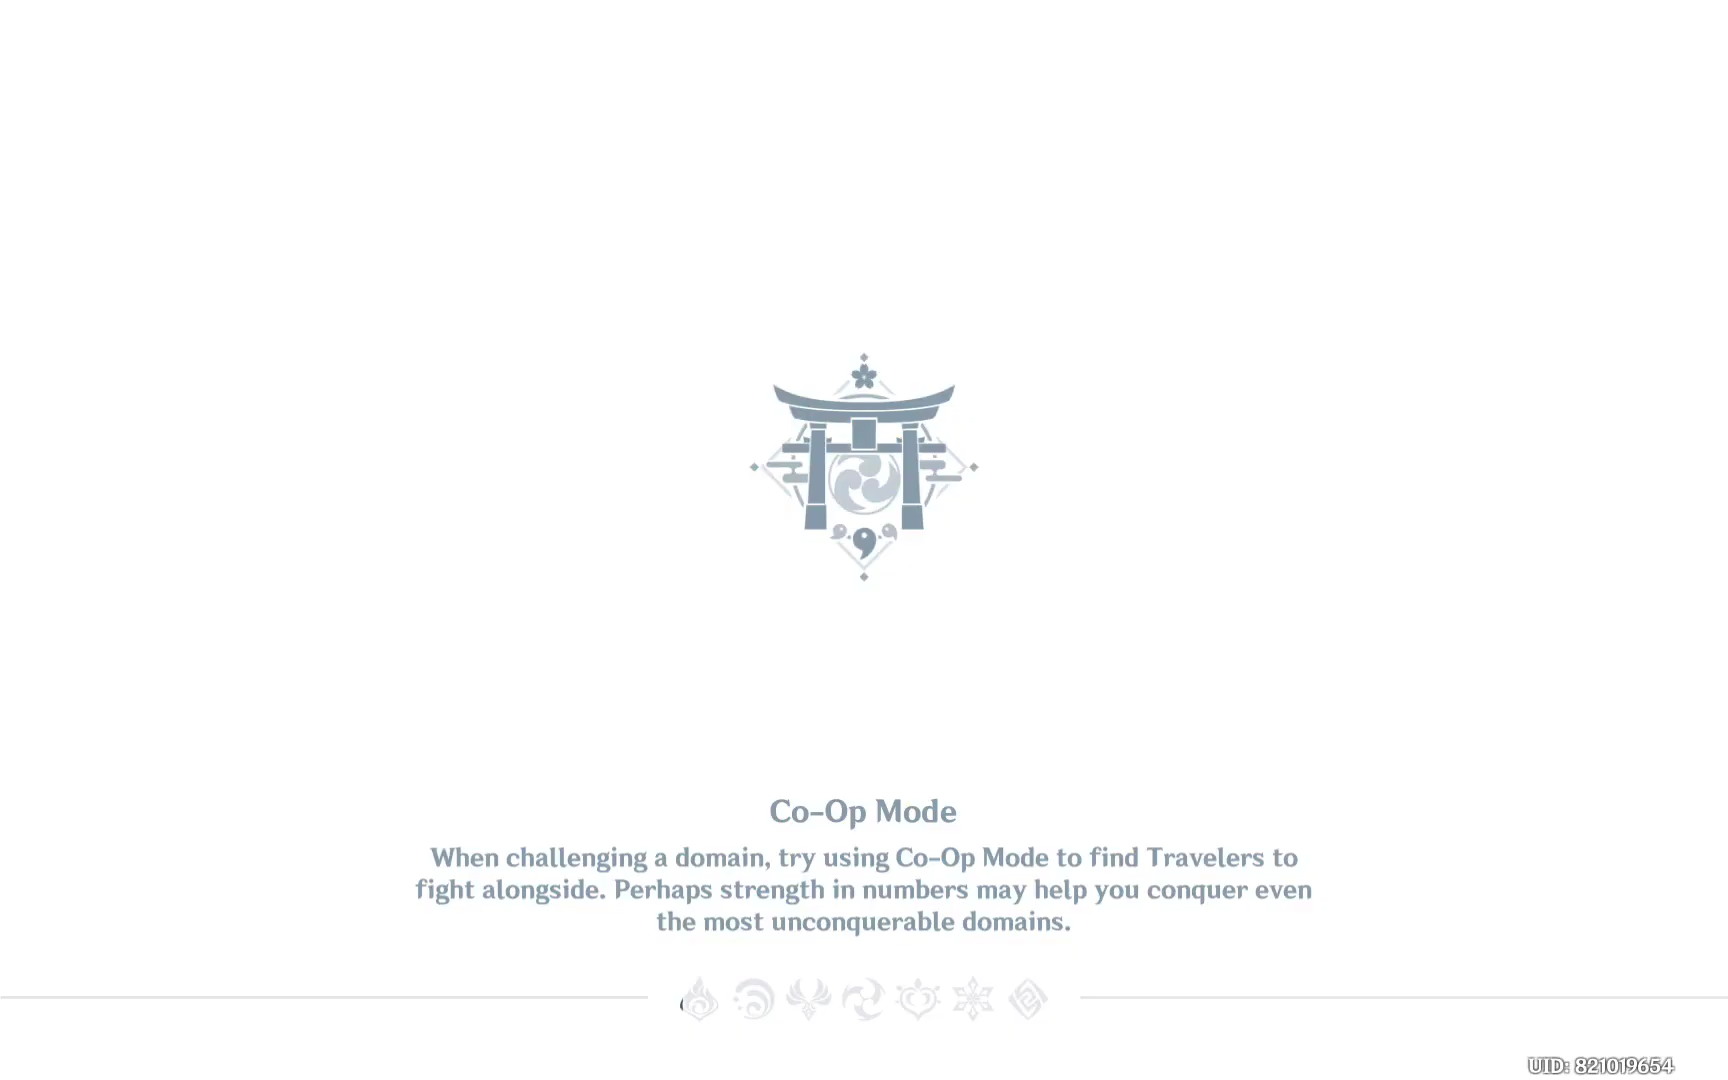 Co-Op Mode
When challenging a domain, try using Co-Op Mode to find Travelers to
fight alongside. Perhaps strength in numbers may help you conquer even
the most unconquerable domains.
UID: 821019654